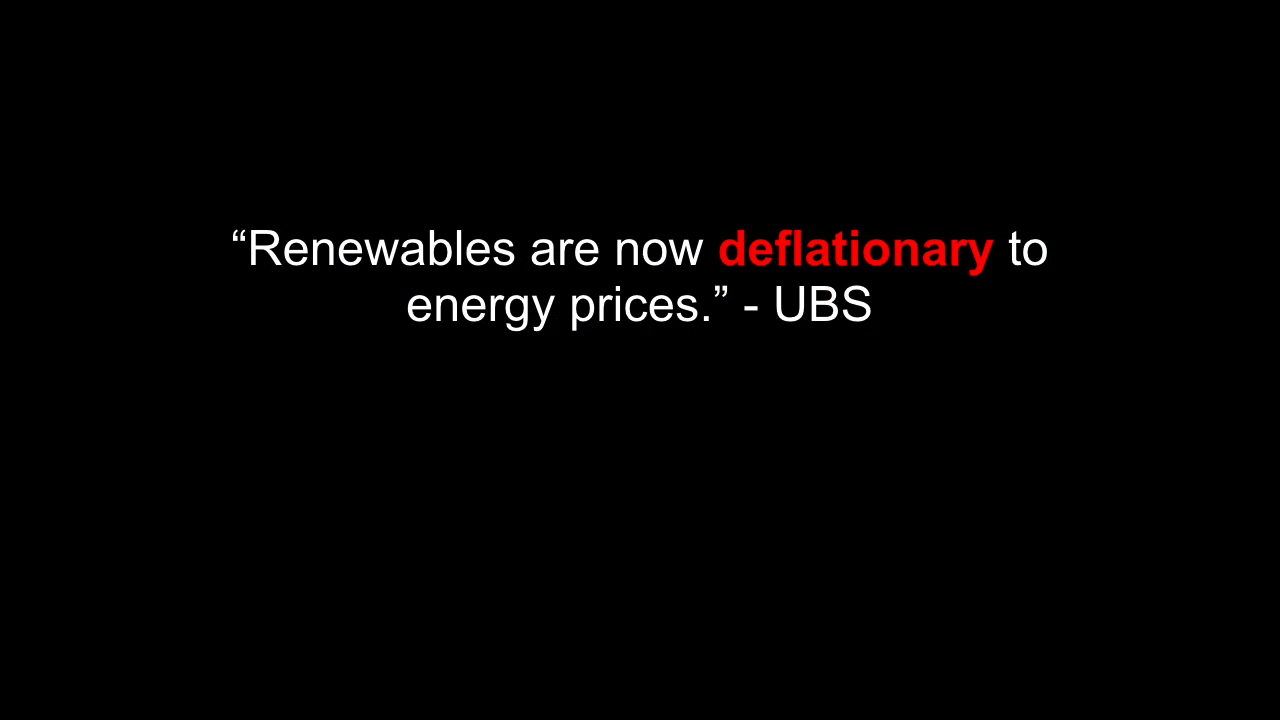 “Renewables are now deflationary to
energy prices.” - UBS